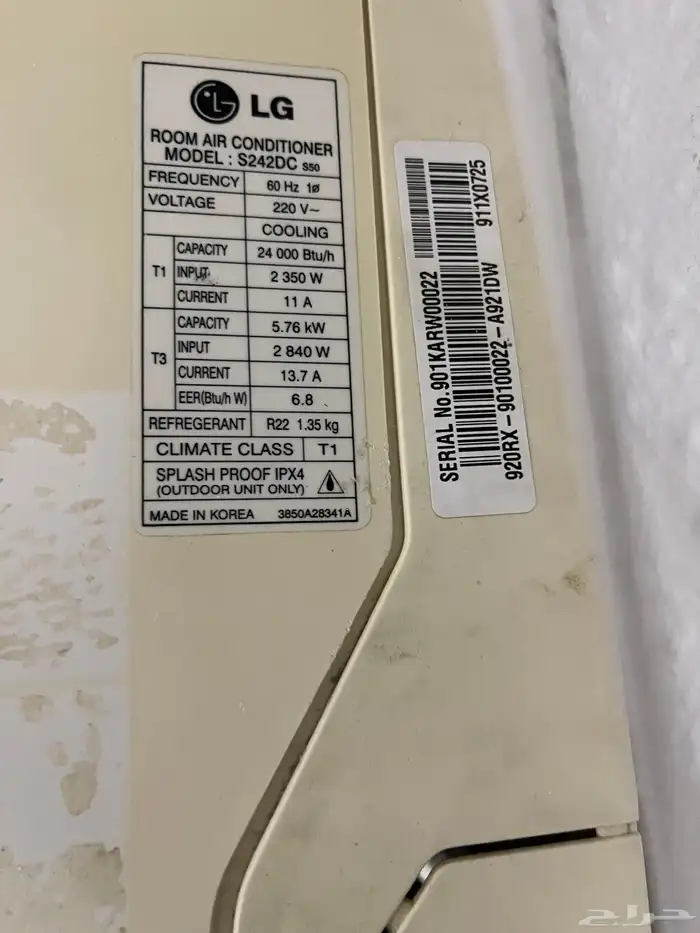 LG
ROOM AIR CONDITIONER
MODEL : S242DC S50
FREQUENCY 60 Hz 1ø
VOLTAGE 220 V~
COOLING
T1
CAPACITY 24 000 Btu/h
INPUT 2 350 W
CURRENT 11 A
T3
CAPACITY 5.76 kW
INPUT 2 840 W
CURRENT 13.7 A
EER(Btu/h W) 6.8
REFREGERANT R22 1.35 kg
CLIMATE CLASS T1
SPLASH PROOF IPX4
(OUTDOOR UNIT ONLY)
MADE IN KOREA 3850A28341A
SERIAL No. 901KARW00022
920RX - 90100022 - A921DW
911X0725
حراج